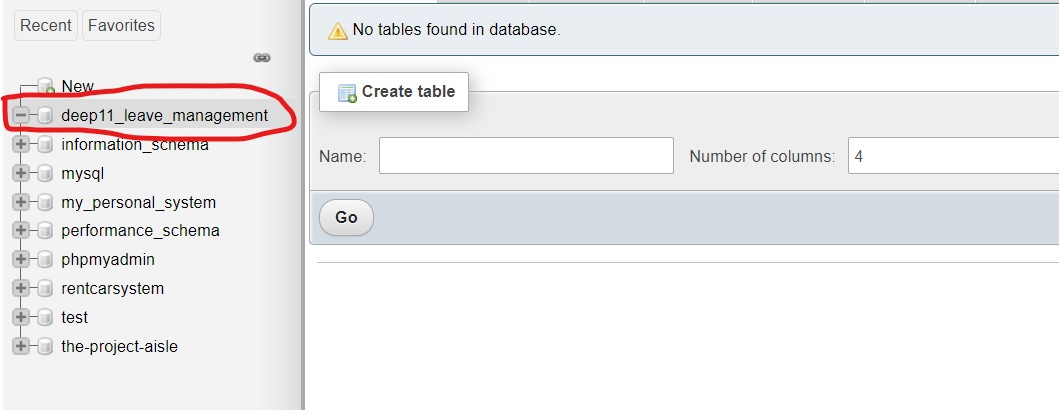 Recent Favorites
New
deep11_leave_management
information_schema
mysql
my_personal_system
performance_schema
phpmyadmin
rentcarsystem
test
the-project-aisle
No tables found in database.
Create table
Name: Number of columns: 4
Go